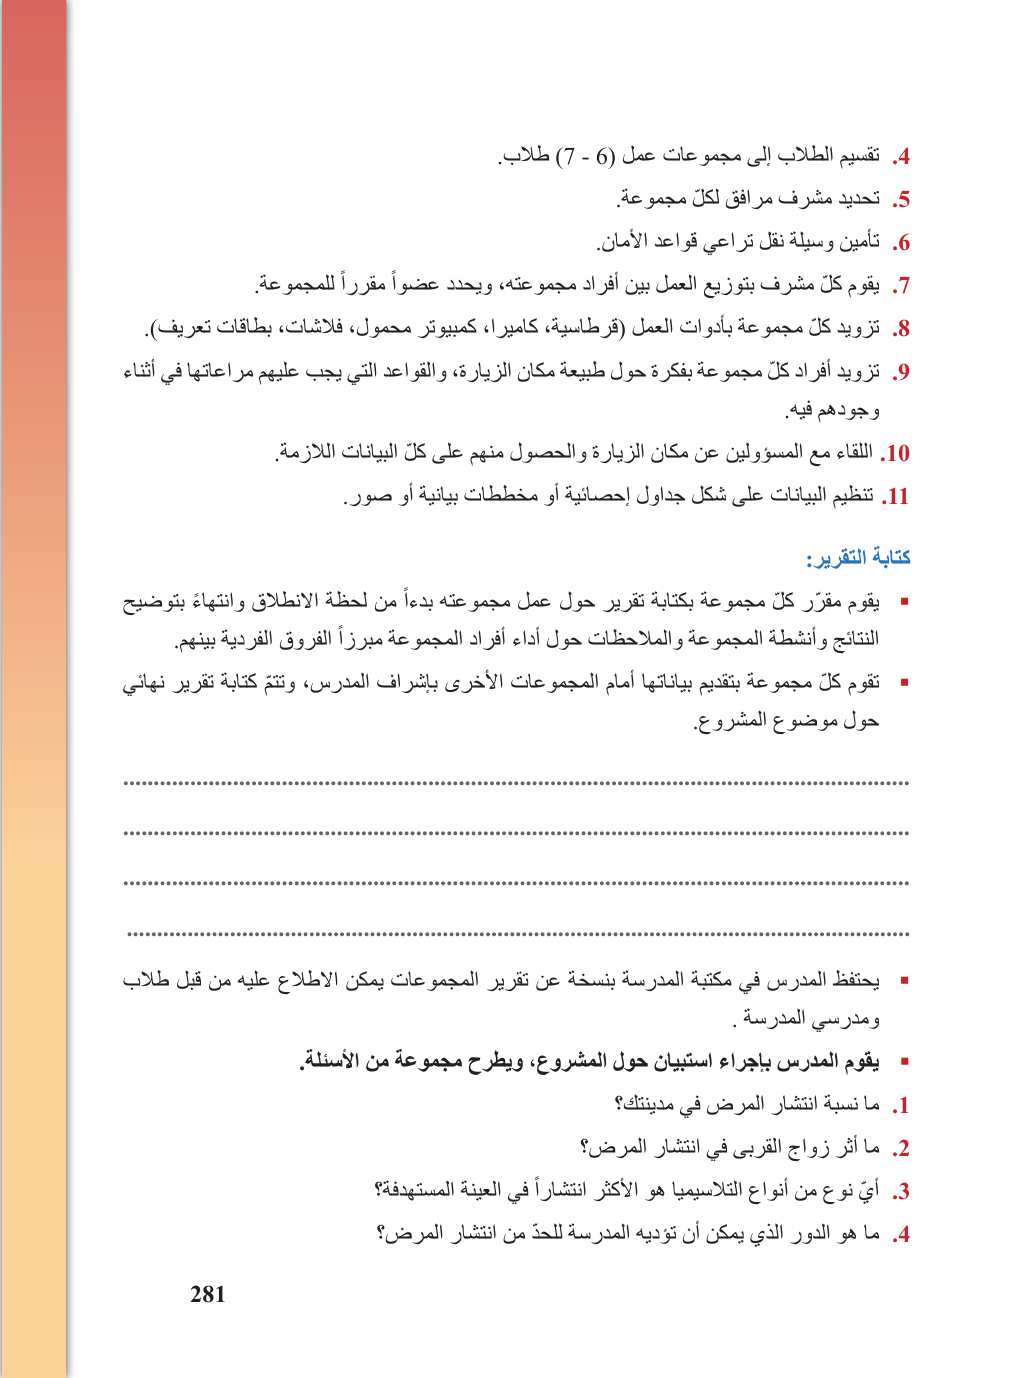 4. تقسيم الطلاب إلى مجموعات عمل (6 - 7) طلاب.
5. تحديد مشرف مرافق لكلّ مجموعة.
6. تأمين وسيلة نقل تراعي قواعد الأمان.
7. يقوم كلّ مشرف بتوزيع العمل بين أفراد مجموعته، ويحدد عضواً مقرراً للمجموعة.
8. تزويد كلّ مجموعة بأدوات العمل (قرطاسية، كاميرا، كمبيوتر محمول، فلاشات، بطاقات تعريف).
9. تزويد أفراد كلّ مجموعة بفكرة حول طبيعة مكان الزيارة، والقواعد التي يجب عليهم مراعاتها في أثناء
وجودهم فيه.
10. اللقاء مع المسؤولين عن مكان الزيارة والحصول منهم على كلّ البيانات اللازمة.
11. تنظيم البيانات على شكل جداول إحصائية أو مخططات بيانية أو صور.
كتابة التقرير:
▪ يقوم مقرّر كلّ مجموعة بكتابة تقرير حول عمل مجموعته بدءاً من لحظة الانطلاق وانتهاءً بتوضيح
النتائج وأنشطة المجموعة والملاحظات حول أداء أفراد المجموعة مبرزاً الفروق الفردية بينهم.
▪ تقوم كلّ مجموعة بتقديم بياناتها أمام المجموعات الأخرى بإشراف المدرس، وتتمّ كتابة تقرير نهائي
حول موضوع المشروع.
▪ يحتفظ المدرس في مكتبة المدرسة بنسخة عن تقرير المجموعات يمكن الاطلاع عليه من قبل طلاب
ومدرسي المدرسة .
▪ يقوم المدرس بإجراء استبيان حول المشروع، ويطرح مجموعة من الأسئلة.
1. ما نسبة انتشار المرض في مدينتك؟
2. ما أثر زواج القربى في انتشار المرض؟
3. أيّ نوع من أنواع التلاسيميا هو الأكثر انتشاراً في العينة المستهدفة؟
4. ما هو الدور الذي يمكن أن تؤديه المدرسة للحدّ من انتشار المرض؟
281